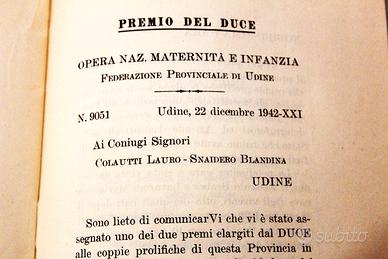 PREMIO DEL DUCE
OPERA NAZ. MATERNITÀ E INFANZIA
FEDERAZIONE PROVINCIALE DI UDINE
N. 9051 Udine, 22 dicembre 1942-XXI
Ai Coniugi Signori
COLAUTTI LAURO - SNAIDERO BLANDINA
UDINE
Sono lieto di comunicarVi che vi è stato as-
segnato uno dei due premi elargiti dal DUCE
alle coppie prolifiche di questa Provincia in
subito